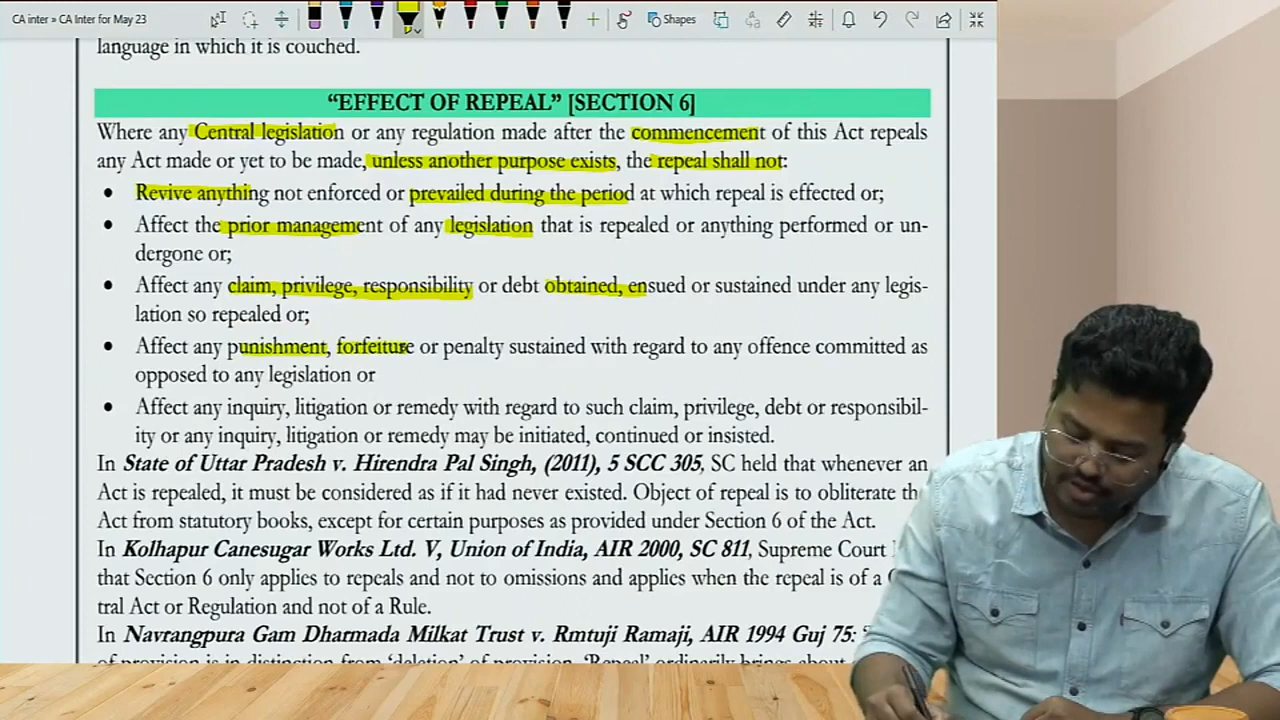 CA inter » CA Inter for May 23
Shapes
language in which it is couched.
“EFFECT OF REPEAL” [SECTION 6]
Where any Central legislation or any regulation made after the commencement of this Act repeals
any Act made or yet to be made, unless another purpose exists, the repeal shall not:
• Revive anything not enforced or prevailed during the period at which repeal is effected or;
• Affect the prior management of any legislation that is repealed or anything performed or un-
dergone or;
• Affect any claim, privilege, responsibility or debt obtained, ensued or sustained under any legis-
lation so repealed or;
• Affect any punishment, forfeiture or penalty sustained with regard to any offence committed as
opposed to any legislation or
• Affect any inquiry, litigation or remedy with regard to such claim, privilege, debt or responsibil-
ity or any inquiry, litigation or remedy may be initiated, continued or insisted.
In State of Uttar Pradesh v. Hirendra Pal Singh, (2011), 5 SCC 305, SC held that whenever an
Act is repealed, it must be considered as if it had never existed. Object of repeal is to obliterate
Act from statutory books, except for certain purposes as provided under Section 6 of the Act.
In Kolhapur Canesugar Works Ltd. V, Union of India, AIR 2000, SC 811, Supreme Court
that Section 6 only applies to repeals and not to omissions and applies when the repeal is of a
tral Act or Regulation and not of a Rule.
In Navrangpura Gam Dharmada Milkat Trust v. Rmtuji Ramaji, AIR 1994 Guj 75:
of provision is in distinction from ‘deletion’ of provision. ‘Repeal’ ordinarily brings about